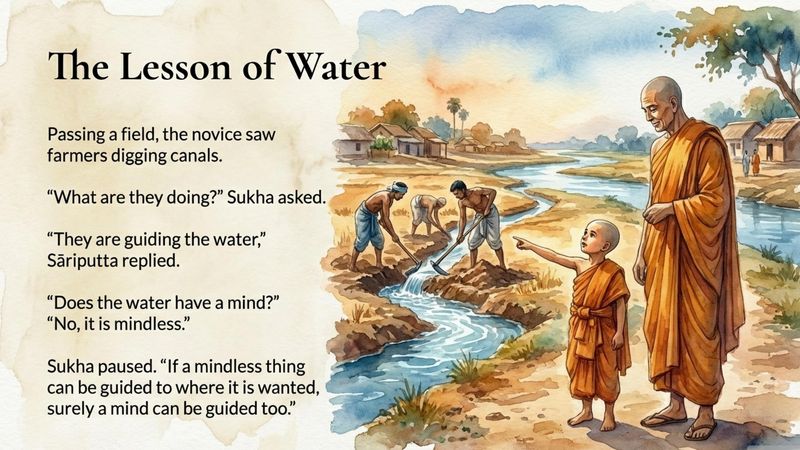 The Lesson of Water
Passing a field, the novice saw
farmers digging canals.
“What are they doing?” Sukha asked.
“They are guiding the water,”
Sāriputta replied.
“Does the water have a mind?”
“No, it is mindless.”
Sukha paused. “If a mindless thing
can be guided to where it is wanted,
surely a mind can be guided too.”